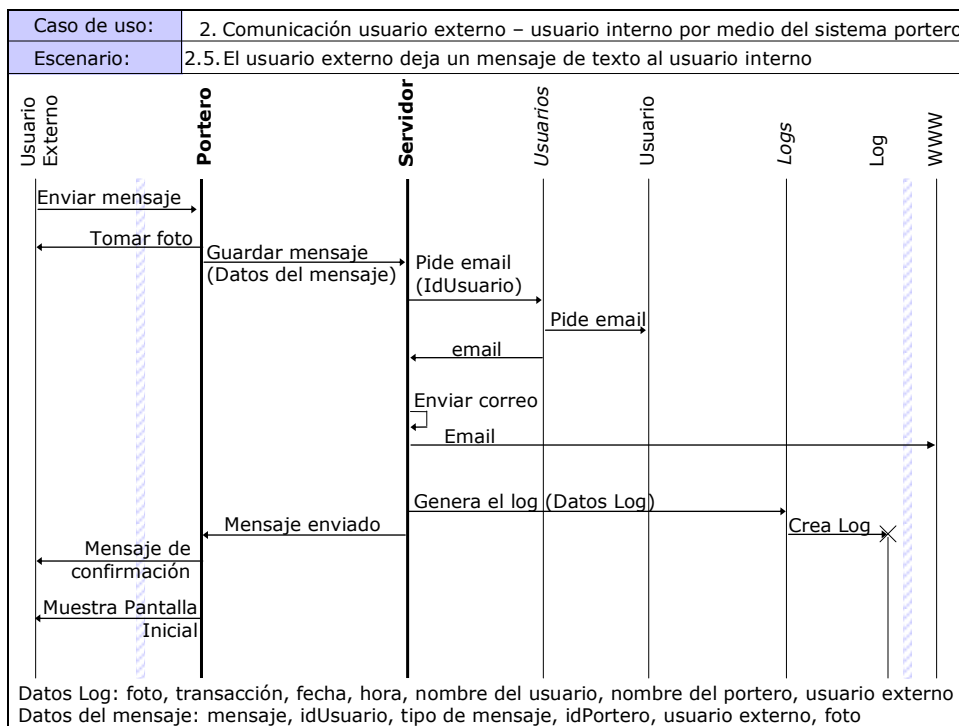 Caso de uso: 2. Comunicación usuario externo – usuario interno por medio del sistema portero
Escenario: 2.5. El usuario externo deja un mensaje de texto al usuario interno
Usuario
Externo
Portero
Servidor
Usuarios
Usuario
Logs
Log
WWW
Enviar mensaje
Tomar foto
Guardar mensaje
(Datos del mensaje)
Pide email
(IdUsuario)
Pide email
email
Enviar correo
Email
Genera el log (Datos Log)
Mensaje enviado
Crea Log
Mensaje de
confirmación
Muestra Pantalla
Inicial
Datos Log: foto, transacción, fecha, hora, nombre del usuario, nombre del portero, usuario externo
Datos del mensaje: mensaje, idUsuario, tipo de mensaje, idPortero, usuario externo, foto